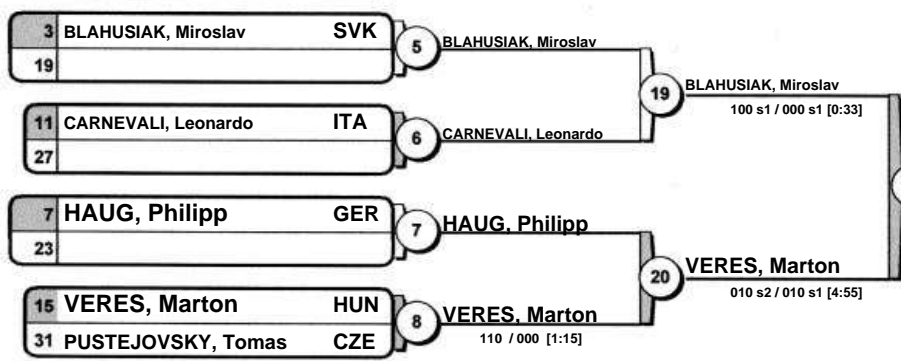 3 BLAHUSIAK, Miroslav SVK
19
5
BLAHUSIAK, Miroslav
11 CARNEVALI, Leonardo ITA
27
6
CARNEVALI, Leonardo
19
BLAHUSIAK, Miroslav
100 s1 / 000 s1 [0:33]
7 HAUG, Philipp GER
23
7
HAUG, Philipp
15 VERES, Marton HUN
31 PUSTEJOVSKY, Tomas CZE
8
VERES, Marton
110 / 000 [1:15]
20
VERES, Marton
010 s2 / 010 s1 [4:55]